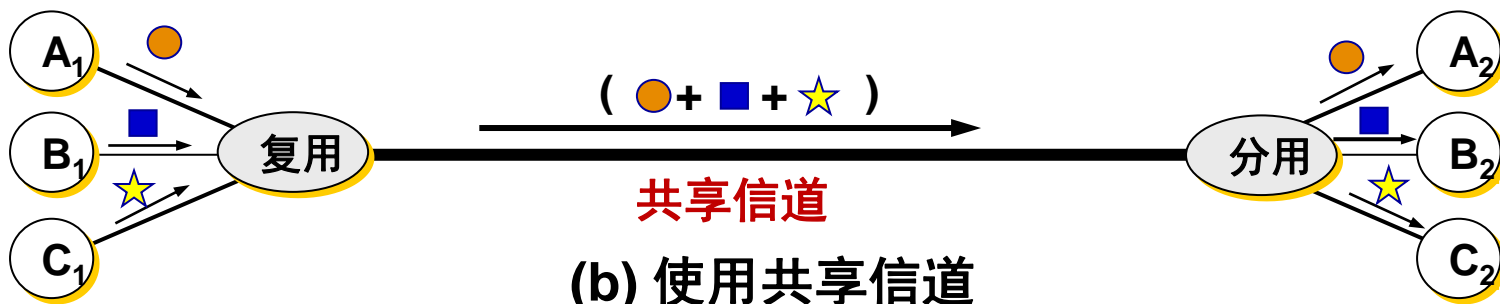 A₁
B₁
C₁
复用
( + + )
共享信道
分用
A₂
B₂
C₂
(b) 使用共享信道